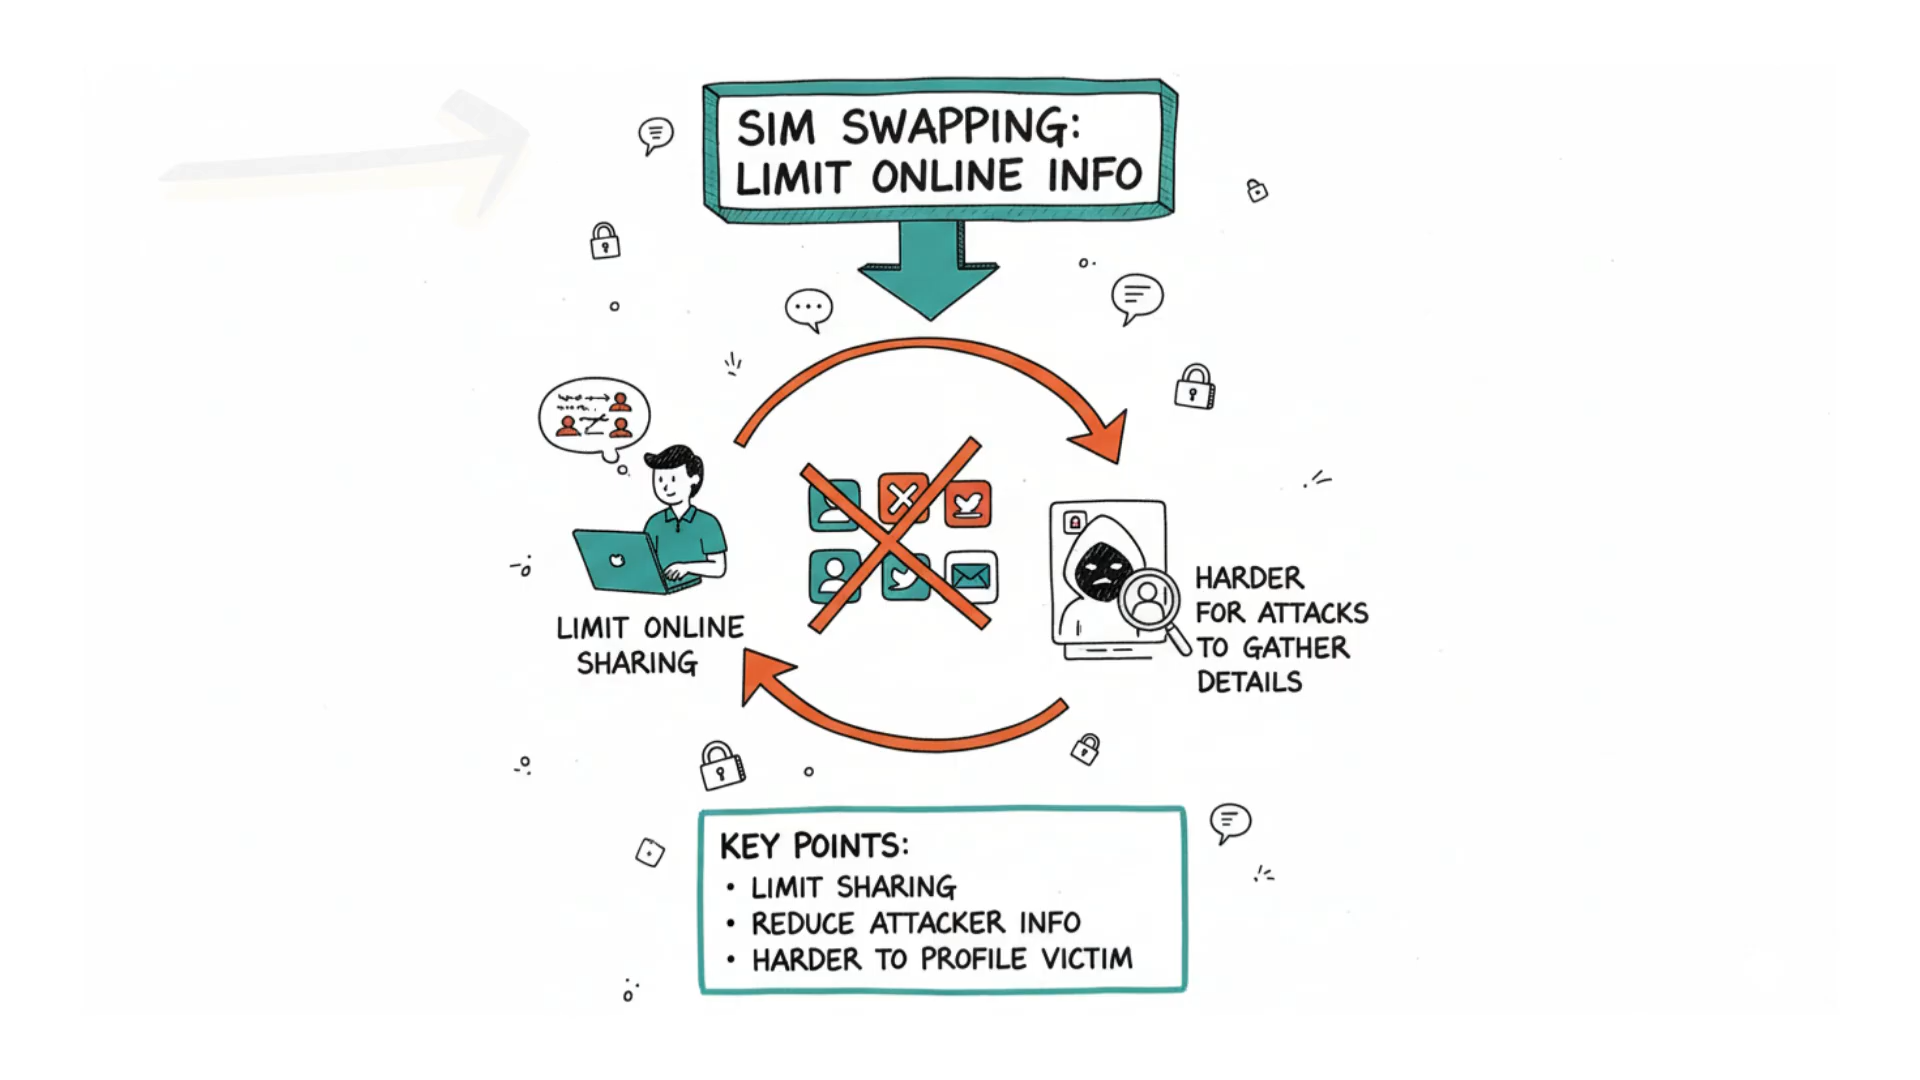 SIM SWAPPING:
LIMIT ONLINE INFO
LIMIT ONLINE
SHARING
HARDER
FOR ATTACKS
TO GATHER
DETAILS
KEY POINTS:
• LIMIT SHARING
• REDUCE ATTACKER INFO
• HARDER TO PROFILE VICTIM